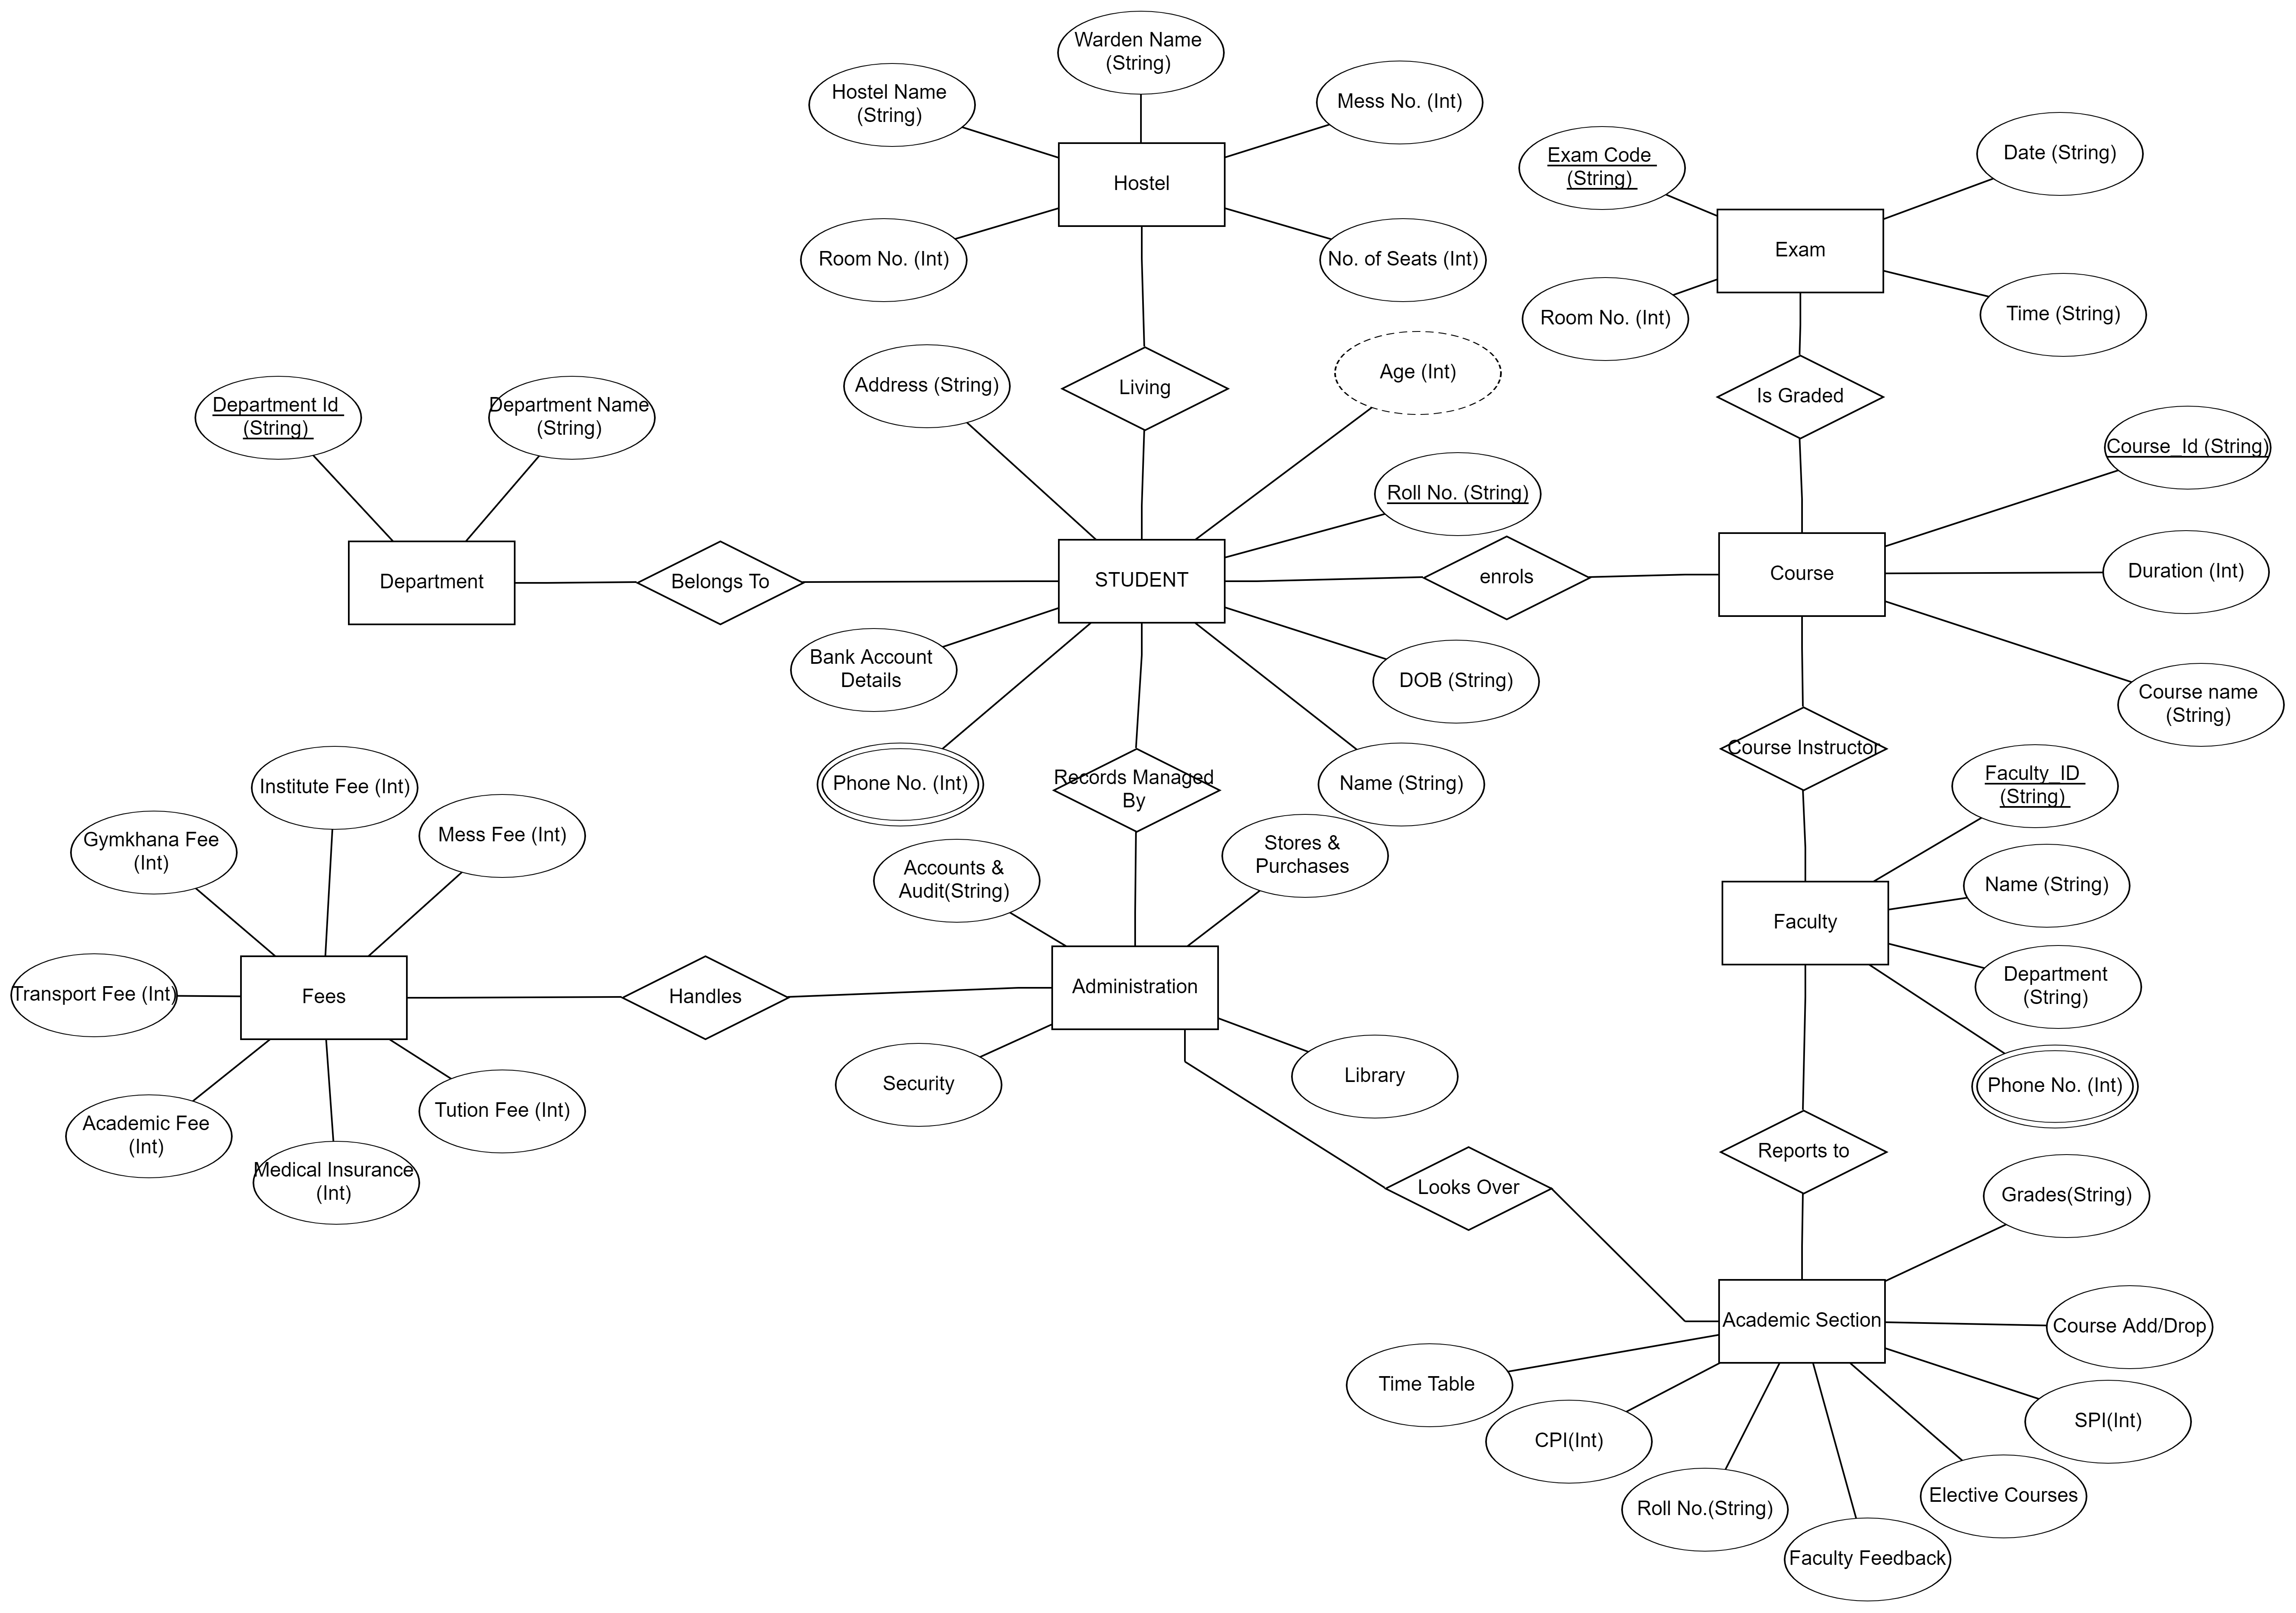 Warden Name
(String)
Hostel Name
(String)
Mess No. (Int)
Hostel
Room No. (Int)
No. of Seats (Int)
Exam Code
(String)
Date (String)
Exam
Room No. (Int)
Time (String)
Is Graded
Living
Address (String)
Age (Int)
Roll No. (String)
Department Id
(String)
Department Name
(String)
Department
Belongs To
STUDENT
enrols
Course
Course_Id (String)
Duration (Int)
Course name
(String)
Bank Account
Details
DOB (String)
Phone No. (Int)
Records Managed
By
Name (String)
Course Instructor
Faculty_ID
(String)
Name (String)
Faculty
Department
(String)
Phone No. (Int)
Institute Fee (Int)
Gymkhana Fee
(Int)
Mess Fee (Int)
Transport Fee (Int)
Fees
Handles
Academic Fee
(Int)
Medical Insurance
(Int)
Tution Fee (Int)
Accounts &
Audit(String)
Stores &
Purchases
Administration
Security
Library
Looks Over
Reports to
Grades(String)
Academic Section
Course Add/Drop
Time Table
CPI(Int)
SPI(Int)
Roll No.(String)
Elective Courses
Faculty Feedback